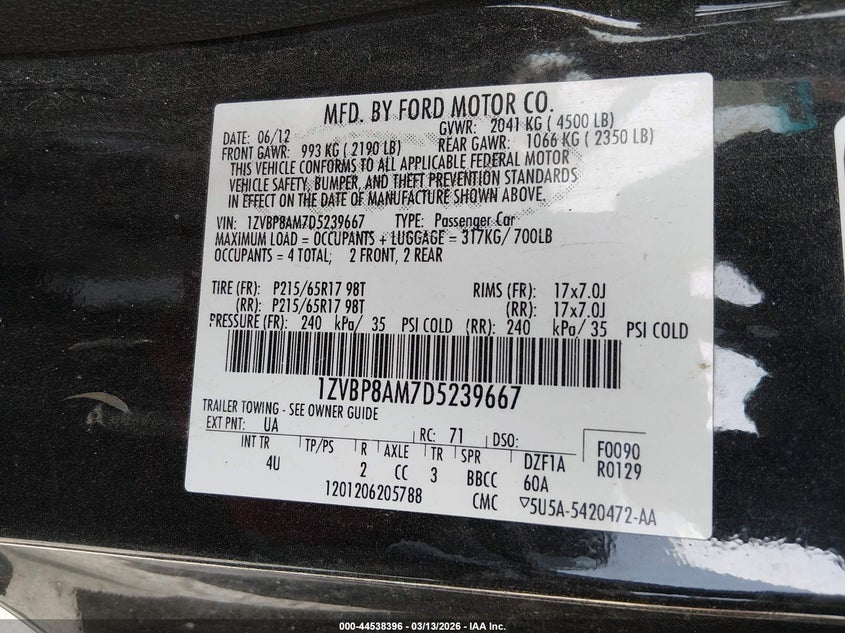 MFD. BY FORD MOTOR CO.
DATE: 06/12 GVWR: 2041 KG ( 4500 LB)
FRONT GAWR: 993 KG ( 2190 LB) REAR GAWR: 1066 KG ( 2350 LB)
THIS VEHICLE CONFORMS TO ALL APPLICABLE FEDERAL MOTOR
VEHICLE SAFETY, BUMPER, AND THEFT PREVENTION STANDARDS
IN EFFECT ON THE DATE OF MANUFACTURE SHOWN ABOVE.
VIN: 1ZVBP8AM7D5239667 TYPE: Passenger Car
MAXIMUM LOAD = OCCUPANTS + LUGGAGE = 317KG/ 700LB
OCCUPANTS = 4 TOTAL; 2 FRONT, 2 REAR
TIRE (FR): P215/65R17 98T RIMS (FR): 17x7.0J
(RR): P215/65R17 98T (RR): 17x7.0J
PRESSURE (FR): 240 kPa/ 35 PSI COLD (RR): 240 kPa/ 35 PSI COLD
1ZVBP8AM7D5239667
TRAILER TOWING - SEE OWNER GUIDE
EXT PNT: UA RC: 71 DSO: F0090
INT TR TP/PS R AXLE TR SPR DZF1A R0129
4U 2 CC 3 BBCC 60A
1201206205788 CMC ▽5U5A-5420472-AA
000-44538396 - 03/13/2026 - IAA Inc.